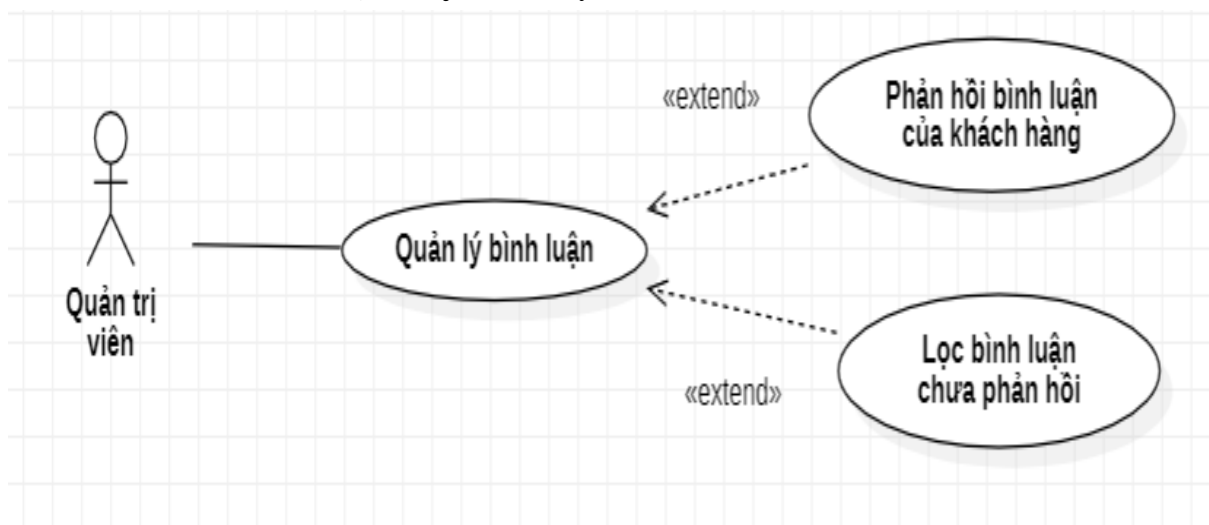 «extend»
Phản hồi bình luận
của khách hàng
Quản lý bình luận
Quản trị
viên
Lọc bình luận
chưa phản hồi
«extend»